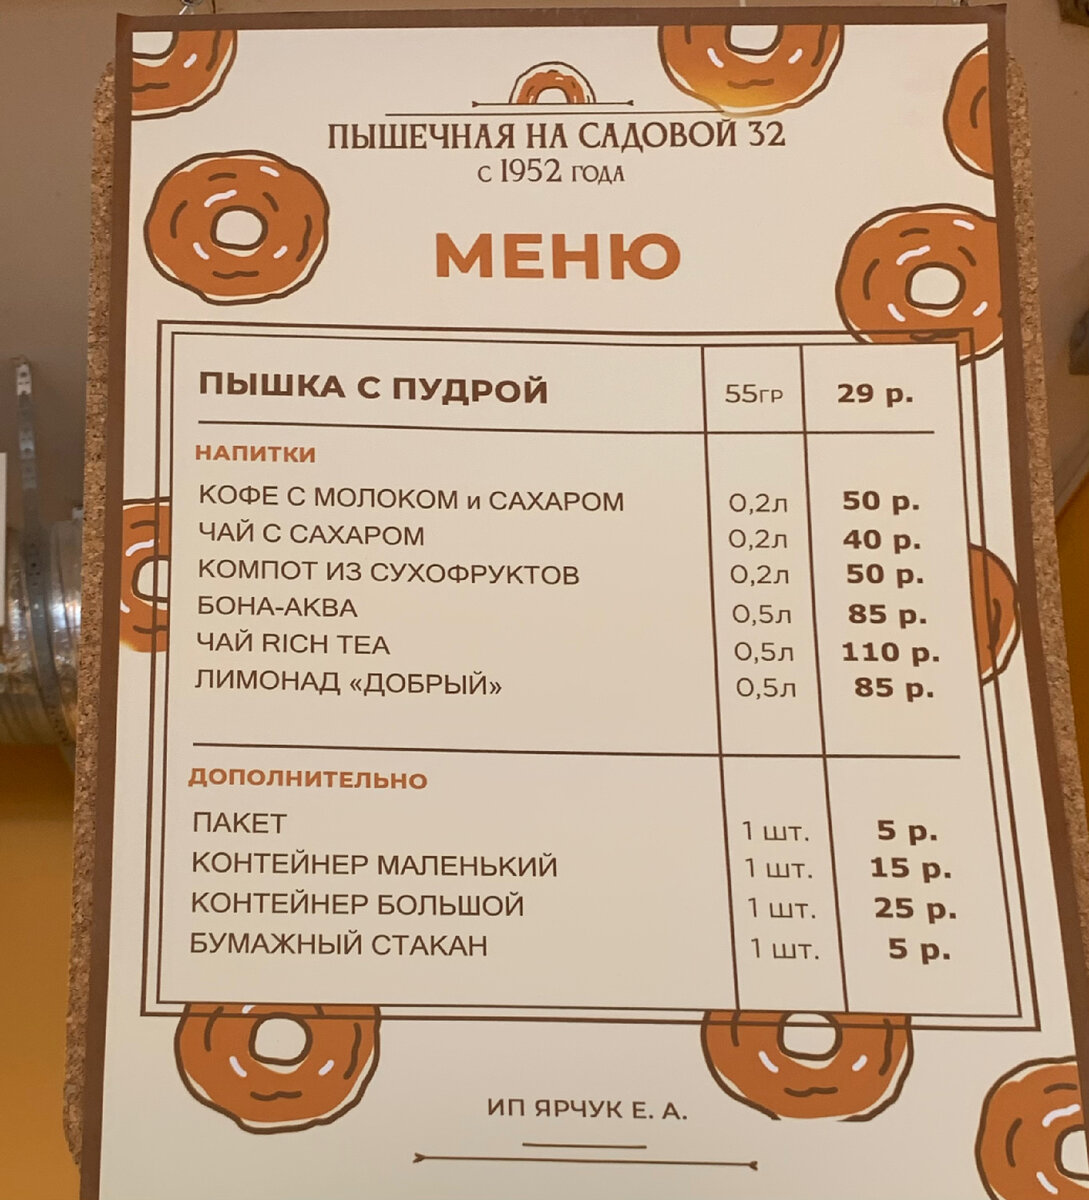 ПЫШЕЧНАЯ НА САДОВОЙ 32
С 1952 ГОДА
МЕНЮ
ПЫШКА С ПУДРОЙ 55ГР 29 р.
НАПИТКИ
КОФЕ С МОЛОКОМ и САХАРОМ 0,2л 50 р.
ЧАЙ С САХАРОМ 0,2л 40 р.
КОМПОТ ИЗ СУХОФРУКТОВ 0,2л 50 р.
БОНА-АКВА 0,5л 85 р.
ЧАЙ RICH TEA 0,5л 110 р.
ЛИМОНАД «ДОБРЫЙ» 0,5л 85 р.
ДОПОЛНИТЕЛЬНО
ПАКЕТ 1 шт. 5 р.
КОНТЕЙНЕР МАЛЕНЬКИЙ 1 шт. 15 р.
КОНТЕЙНЕР БОЛЬШОЙ 1 шт. 25 р.
БУМАЖНЫЙ СТАКАН 1 шт. 5 р.
ИП ЯРЧУК Е. А.